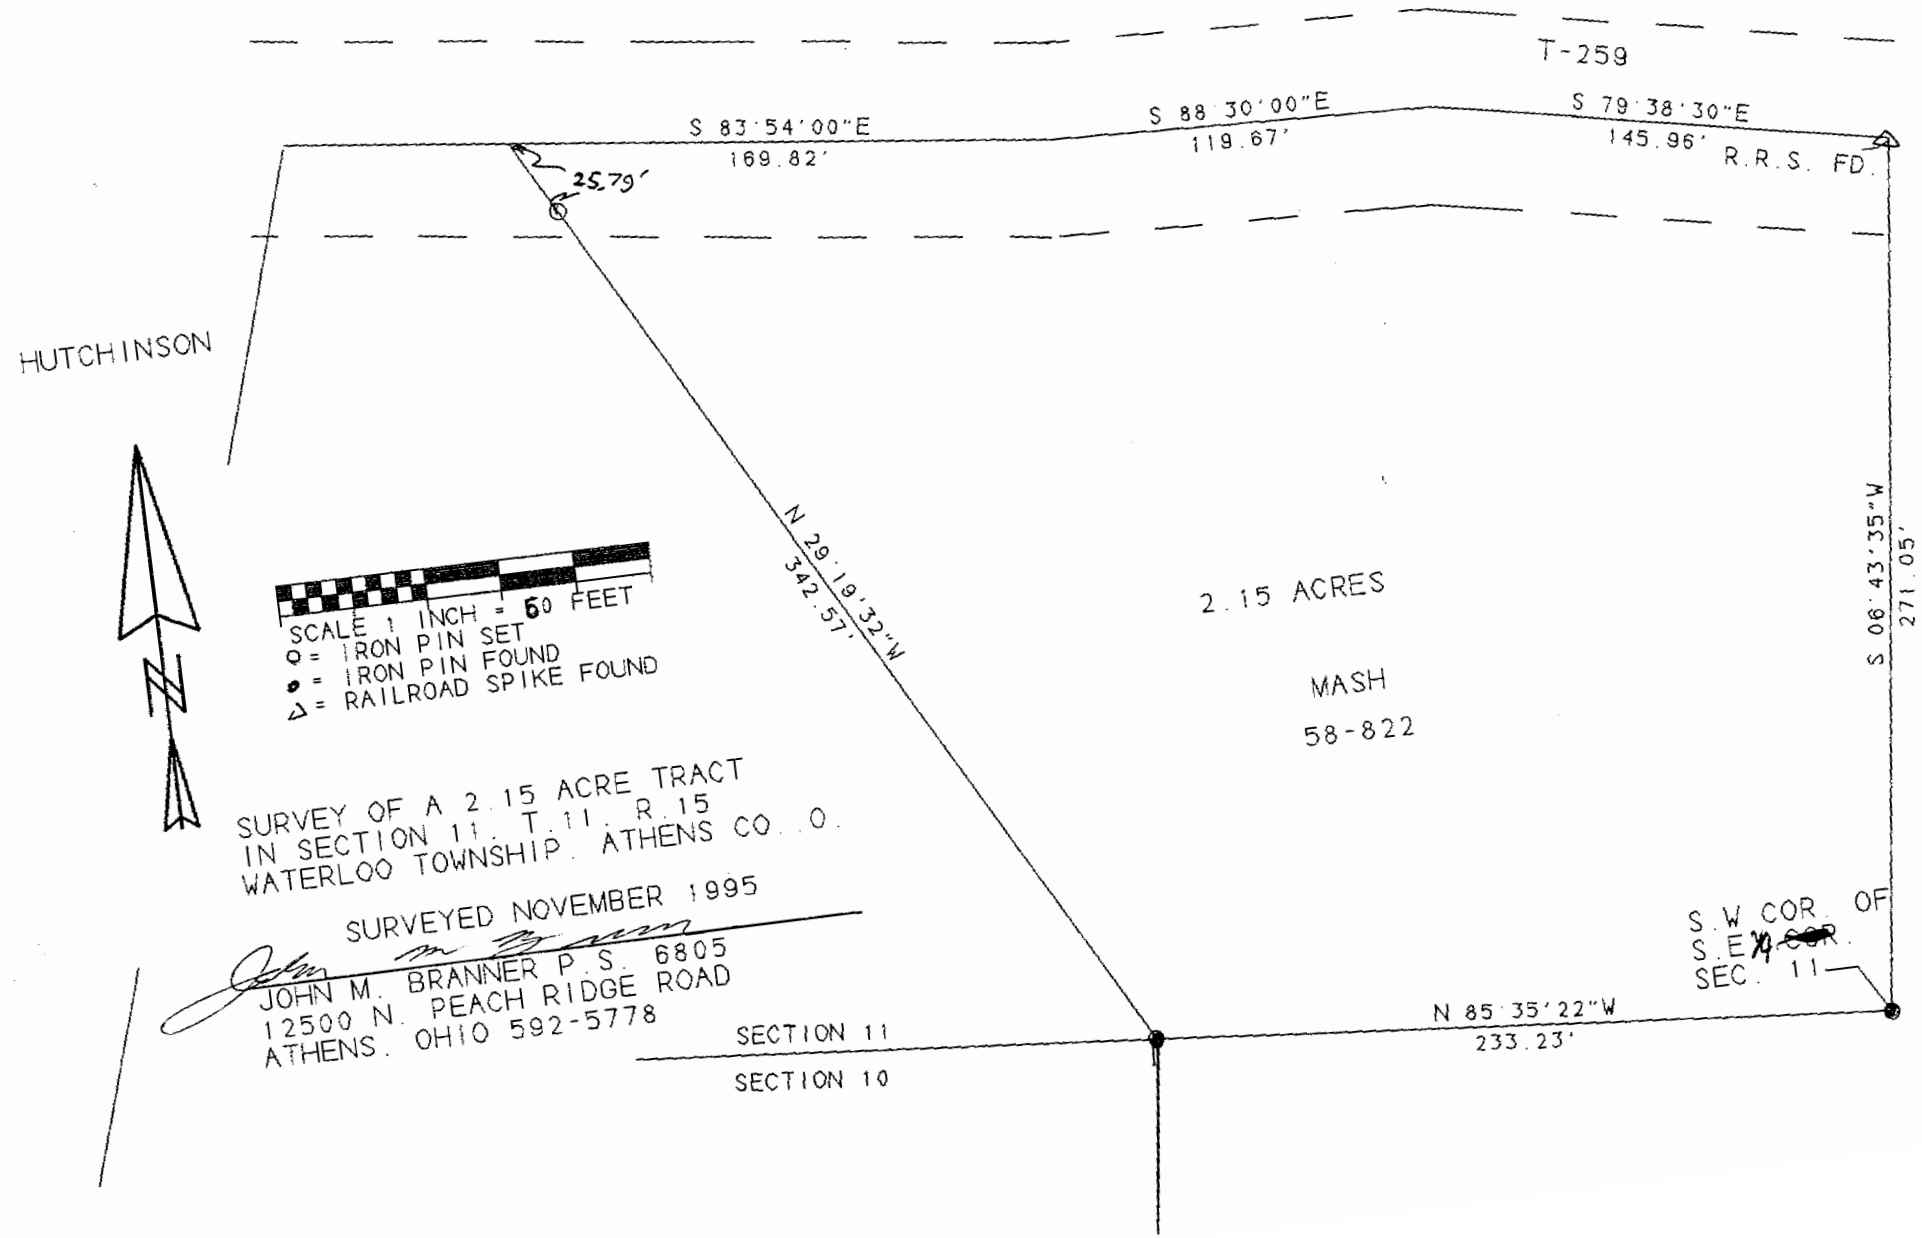 T-259
S 83°54'00"E
169.82'
S 88°30'00"E
119.67'
S 79°38'30"E
145.96'
R.R.S. FD.
25.79'
HUTCHINSON
N 29°19'32"W
342.57'
S 06°43'35"W
271.05'
2.15 ACRES
MASH
58-822
N
SCALE 1 INCH = 50 FEET
O = IRON PIN SET
● = IRON PIN FOUND
△ = RAILROAD SPIKE FOUND
SURVEY OF A 2.15 ACRE TRACT
IN SECTION 11, T.11, R.15
WATERLOO TOWNSHIP, ATHENS CO., O.
SURVEYED NOVEMBER 1995
JOHN M. BRANNER P.S. 6805
12500 N. PEACH RIDGE ROAD
ATHENS, OHIO 592-5778
SECTION 11
SECTION 10
N 85°35'22"W
233.23'
S.W COR. OF
S.E 1/4
SEC. 11